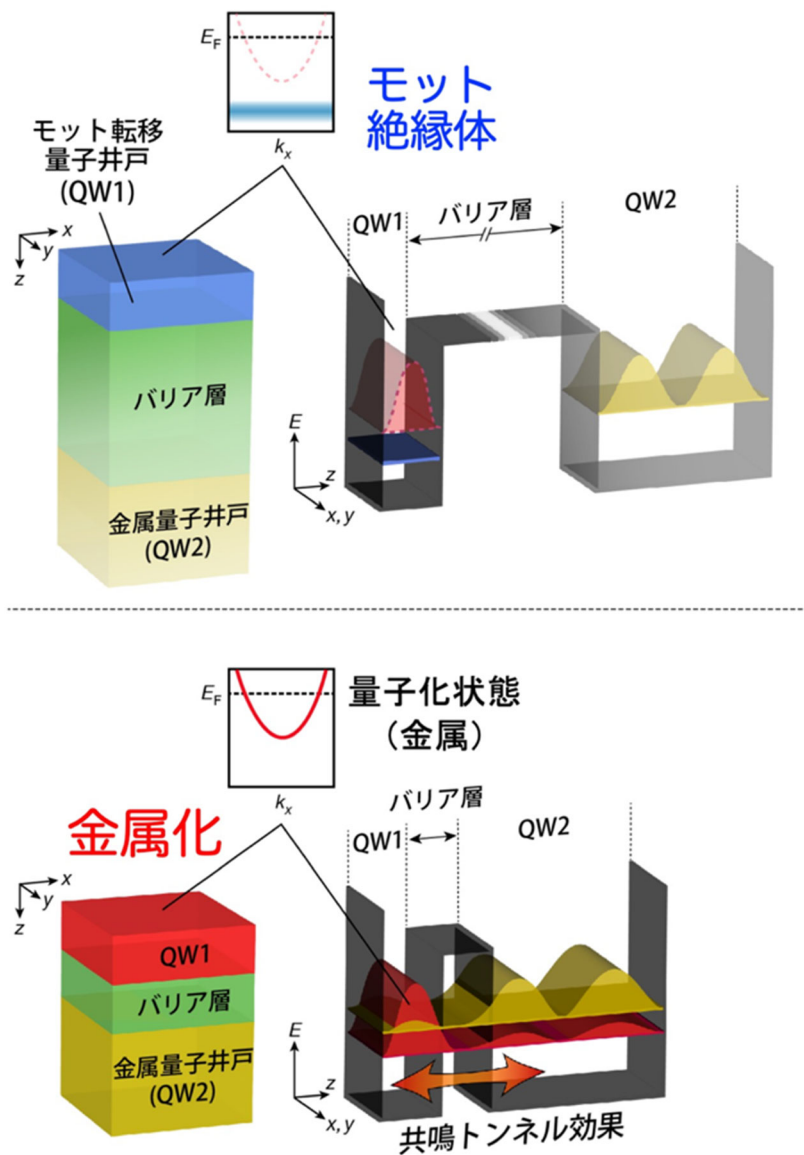 E_F
k_x
モット
絶縁体
モット転移
量子井戸
(QW1)
x
y
z
バリア層
金属量子井戸
(QW2)
QW1
バリア層
QW2
E
z
x, y
E_F
k_x
量子化状態
（金属）
金属化
x
y
z
QW1
バリア層
金属量子井戸
(QW2)
バリア層
QW1
QW2
E
z
x, y
共鳴トンネル効果